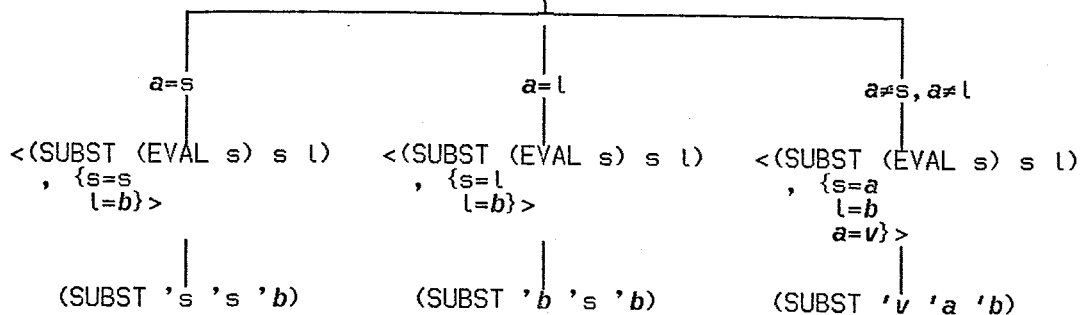 a=s a=l a≠s, a≠l
<(SUBST (EVAL s) s l) <(SUBST (EVAL s) s l) <(SUBST (EVAL s) s l)
, {s=s , {s=l , {s=a
l=b}> l=b}> l=b
a=v}>
(SUBST 's 's 'b) (SUBST 'b 's 'b) (SUBST 'v 'a 'b)